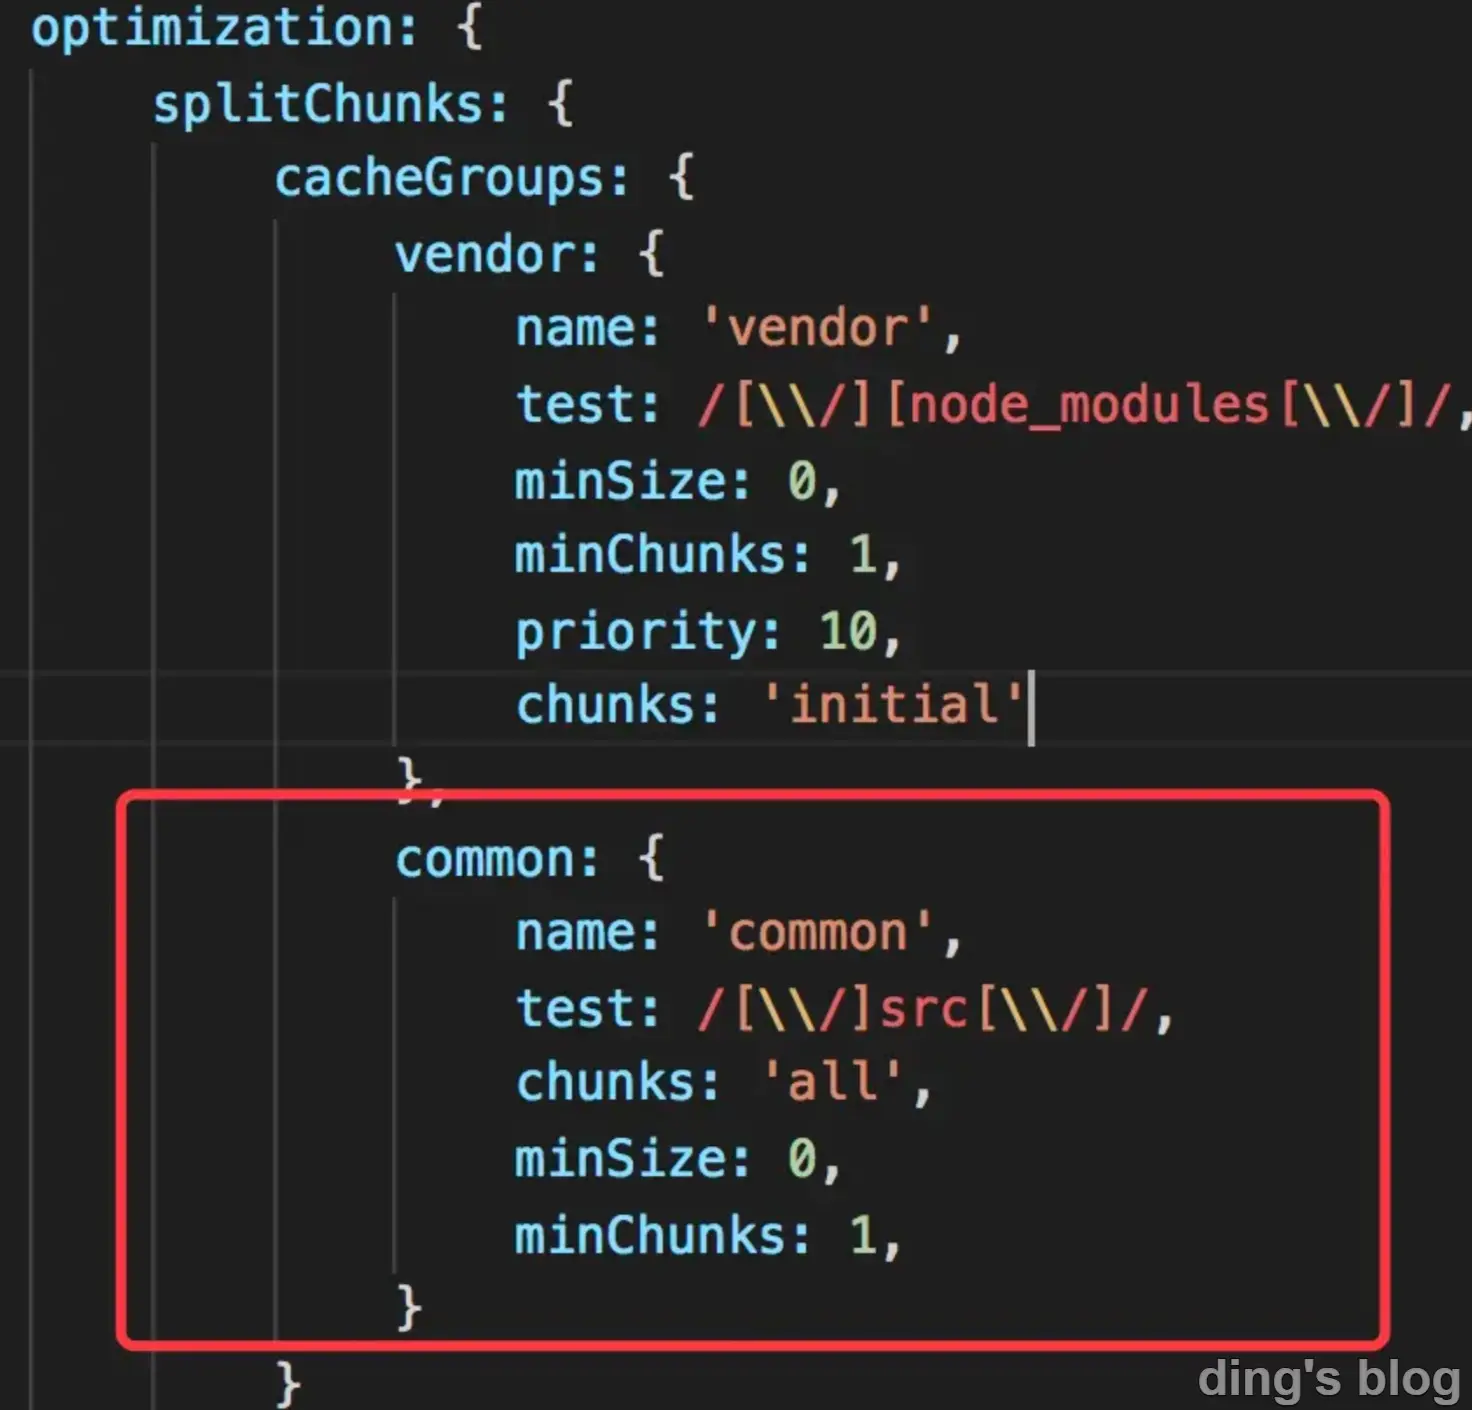 optimization: {
splitChunks: {
cacheGroups: {
vendor: {
name: 'vendor',
test: /[\\/][node_modules[\\/]/,
minSize: 0,
minChunks: 1,
priority: 10,
chunks: 'initial'
},
common: {
name: 'common',
test: /[\\/]src[\\/]/,
chunks: 'all',
minSize: 0,
minChunks: 1,
}
}
ding's blog